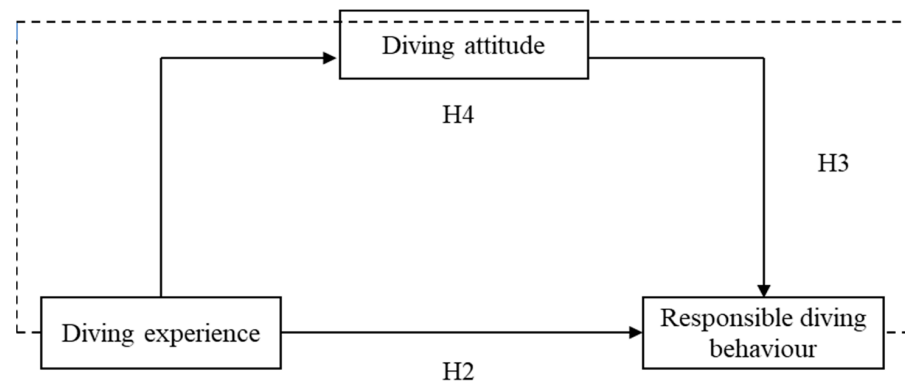 Diving attitude
H4
H3
Diving experience
Responsible diving
behaviour
H2